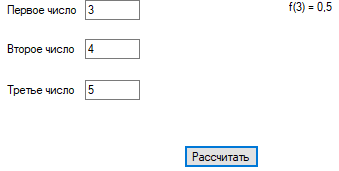 Первое число 3 f(3) = 0,5
Второе число 4
Третье число 5
Рассчитать